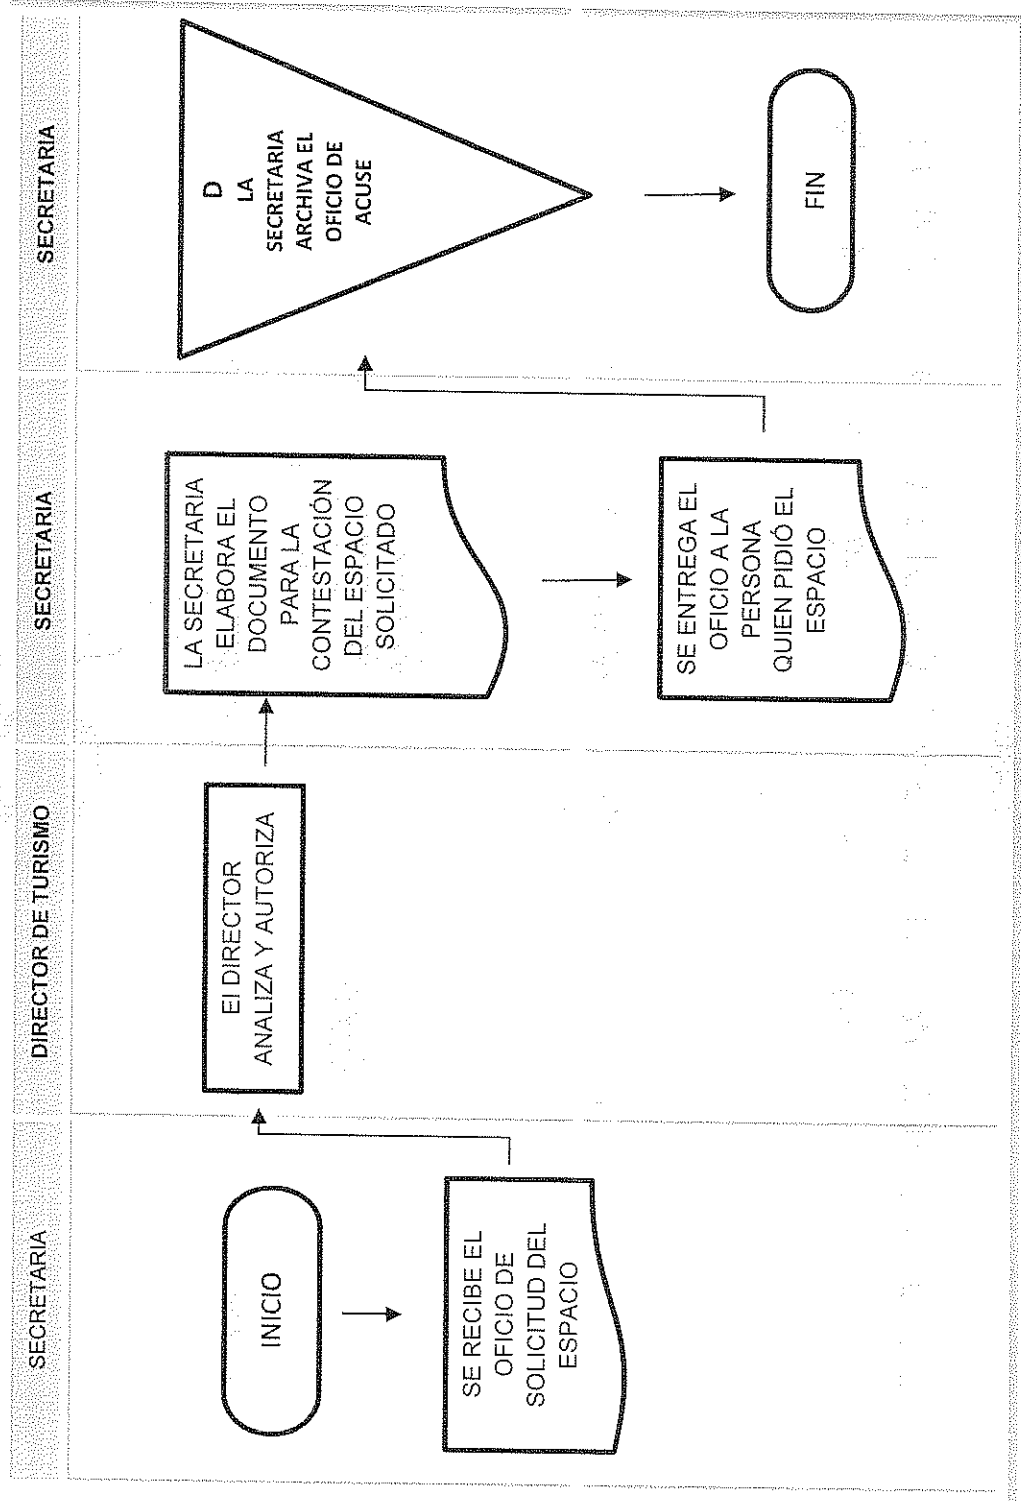 SECRETARIA
DIRECTOR DE TURISMO
SECRETARIA
SECRETARIA
INICIO
SE RECIBE EL
OFICIO DE
SOLICITUD DEL
ESPACIO
El DIRECTOR
ANALIZA Y AUTORIZA
LA SECRETARIA
ELABORA EL
DOCUMENTO
PARA LA
CONTESTACIÓN
DEL ESPACIO
SOLICITADO
SE ENTREGA EL
OFICIO A LA
PERSONA
QUIEN PIDIÓ EL
ESPACIO
D
LA
SECRETARIA
ARCHIVA EL
OFICIO DE
ACUSE
FIN